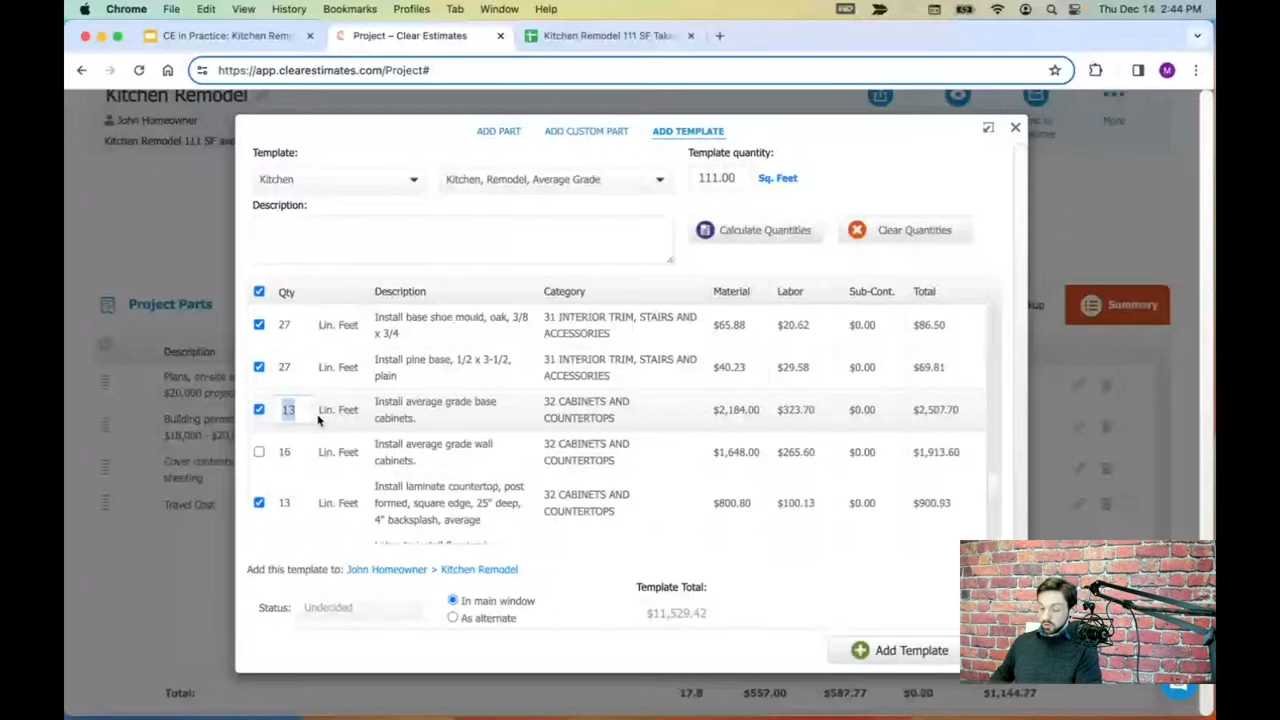 Chrome File Edit View History Bookmarks Profiles Tab Window Help Thu Dec 14 2:44 PM
CE in Practice: Kitchen Rem Project – Clear Estimates Kitchen Remodel 111 SF Take
https://app.clearestimates.com/Project# M
Kitchen Remodel
John Homeowner
More
Kitchen Remodel 111 SF ave
ADD PART ADD CUSTOM PART ADD TEMPLATE
Template: Template quantity:
Kitchen Kitchen, Remodel, Average Grade 111.00 Sq. Feet
Description:
Calculate Quantities Clear Quantities
Project Parts Summary
Qty Description Category Material Labor Sub-Cont. Total
27 Lin. Feet Install base shoe mould, oak, 3/8 x 3/4 31 INTERIOR TRIM, STAIRS AND ACCESSORIES $65.88 $20.62 $0.00 $86.50
Description
27 Lin. Feet Install pine base, 1/2 x 3-1/2, plain 31 INTERIOR TRIM, STAIRS AND ACCESSORIES $40.23 $29.58 $0.00 $69.81
Plans, on-site
$20,000 proje
13 Lin. Feet Install average grade base cabinets. 32 CABINETS AND COUNTERTOPS $2,184.00 $323.70 $0.00 $2,507.70
Building permi
$18,000 - $20,
16 Lin. Feet Install average grade wall cabinets. 32 CABINETS AND COUNTERTOPS $1,648.00 $265.60 $0.00 $1,913.60
Cover contents
sheeting
13 Lin. Feet Install laminate countertop, post formed, square edge, 25" deep, 4" backsplash, average 32 CABINETS AND COUNTERTOPS $800.80 $100.13 $0.00 $900.93
Travel Cost
Add this template to: John Homeowner > Kitchen Remodel
Template Total:
Status: Undecided In main window
As alternate
$11,529.42
Add Template
Total: 17.8 $557.00 $587.77 $0.00 $1,144.77